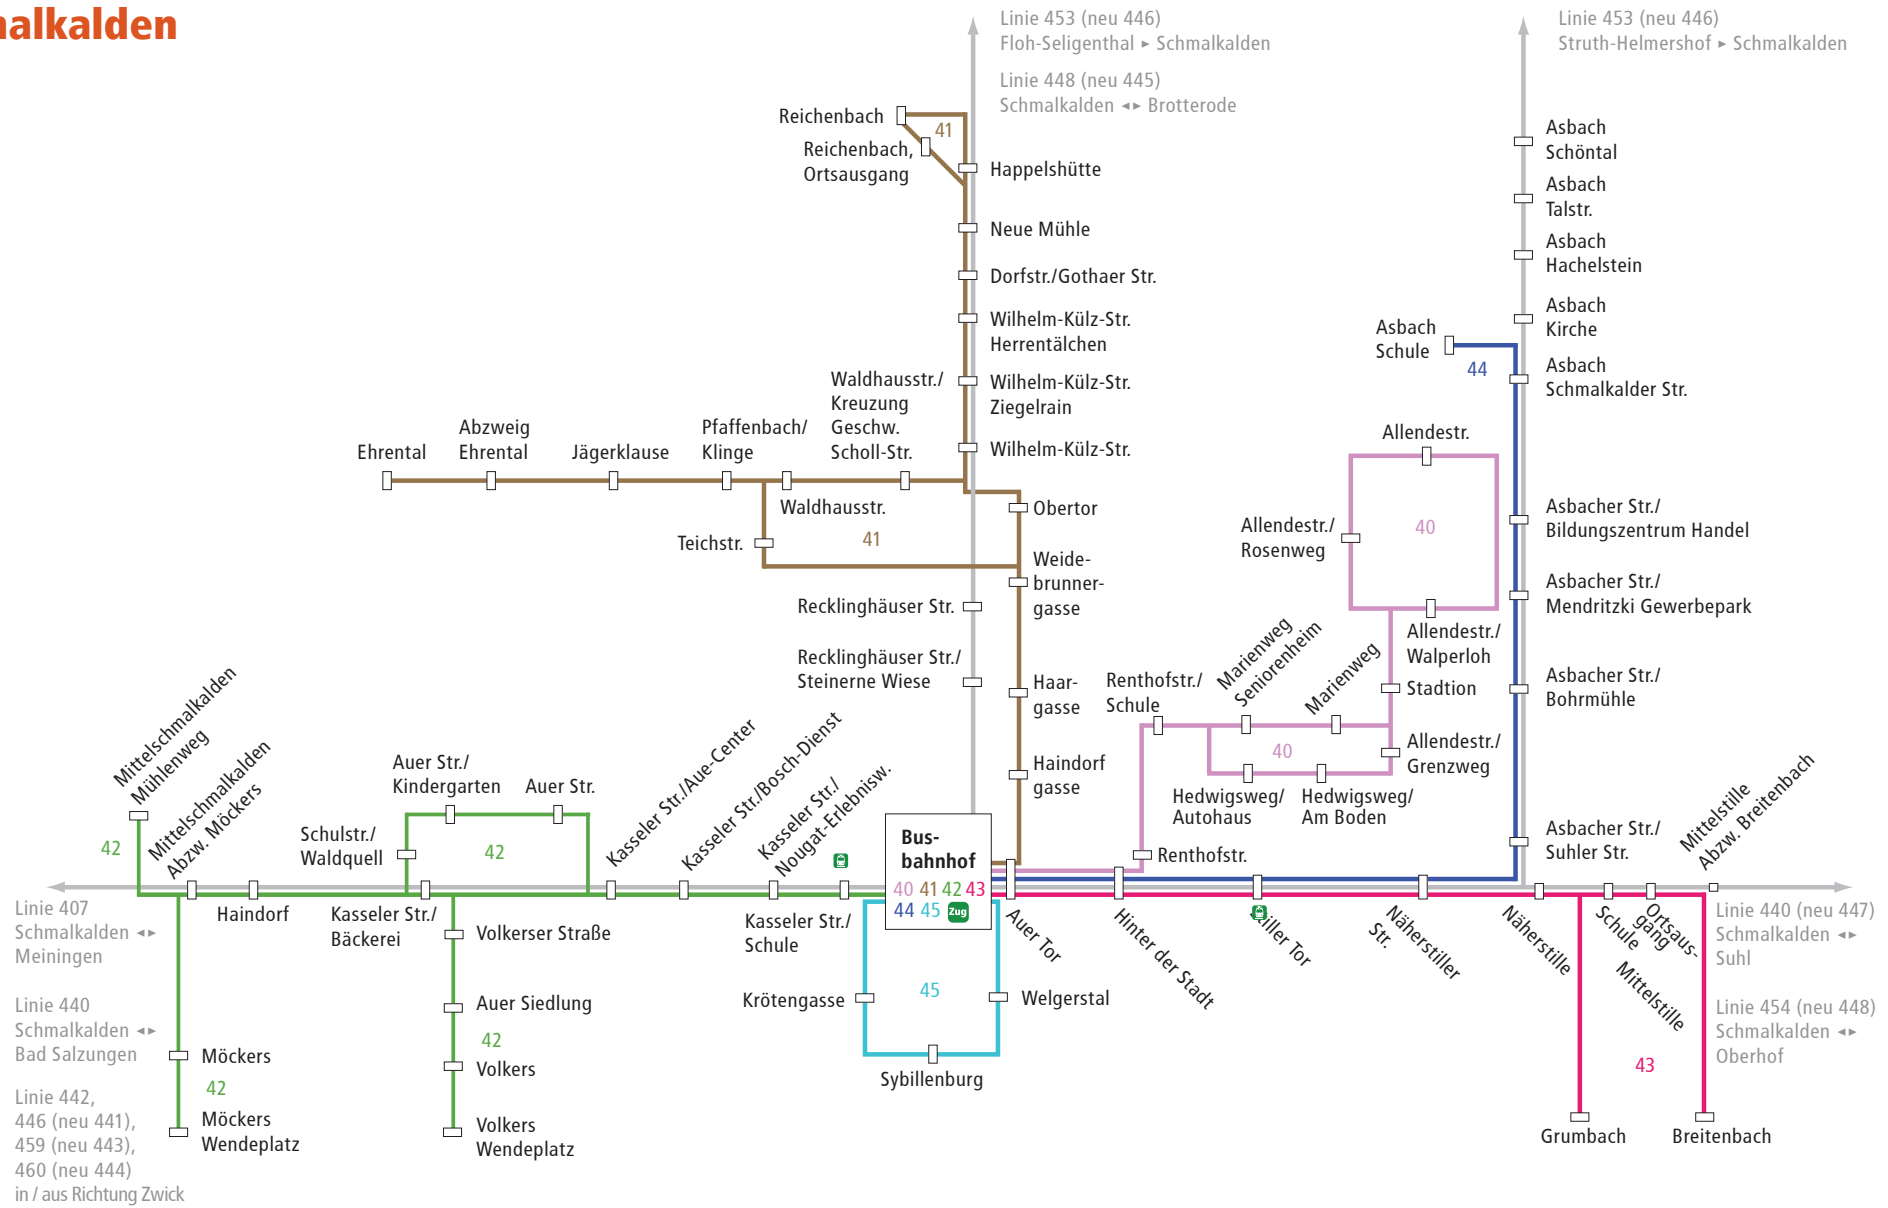 malkalden
Linie 453 (neu 446)
Floh-Seligenthal ▸ Schmalkalden
Linie 448 (neu 445)
Schmalkalden ◂▸ Brotterode
Linie 453 (neu 446)
Struth-Helmershof ▸ Schmalkalden
Reichenbach
41
Reichenbach,
Ortsausgang
Happelshütte
Neue Mühle
Dorfstr./Gothaer Str.
Wilhelm-Külz-Str.
Herrentälchen
Wilhelm-Külz-Str.
Ziegelrain
Wilhelm-Külz-Str.
Ehrental
Abzweig
Ehrental
Jägerklause
Pfaffenbach/
Klinge
Waldhausstr./
Kreuzung
Geschw.
Scholl-Str.
Waldhausstr.
Teichstr.
41
Obertor
Weide-
brunner-
gasse
Recklinghäuser Str.
Recklinghäuser Str./
Steinerne Wiese
Haar-
gasse
Haindorf
gasse
Asbach
Schöntal
Asbach
Talstr.
Asbach
Hachelstein
Asbach
Kirche
Asbach
Schule
44
Asbach
Schmalkalder Str.
Asbacher Str./
Bildungszentrum Handel
Asbacher Str./
Mendritzki Gewerbepark
Asbacher Str./
Bohrmühle
Asbacher Str./
Suhler Str.
Allendestr.
Allendestr./
Rosenweg
40
Allendestr./
Walperloh
Stadtion
Marienweg
Seniorenheim
Marienweg
Renthofstr./
Schule
40
Allendestr./
Grenzweg
Hedwigsweg/
Autohaus
Hedwigsweg/
Am Boden
Renthofstr.
Mittelschmalkalden
Mühlenweg
42
Mittelschmalkalden
Abzw. Möckers
Haindorf
Schulstr./
Waldquell
Auer Str./
Kindergarten
Auer Str.
42
Kasseler Str./
Bäckerei
Kasseler Str./Aue-Center
Kasseler Str./Bosch-Dienst
Kasseler Str./
Nougat-Erlebnisw.
Kasseler Str./
Schule
Bus-
bahnhof
40 41 42 43
44 45 Zug
Auer Tor
Hinter der Stadt
iller Tor
Näherstiller
Str.
Näherstille
Schule
Ortsaus-
gang
Mittelstille
Mittelstille
Abzw. Breitenbach
43
Grumbach
Breitenbach
Krötengasse
45
Welgerstal
Sybillenburg
Volkerser Straße
Auer Siedlung
42
Volkers
Volkers
Wendeplatz
Möckers
42
Möckers
Wendeplatz
Linie 407
Schmalkalden ◂▸
Meiningen
Linie 440
Schmalkalden ◂▸
Bad Salzungen
Linie 442,
446 (neu 441),
459 (neu 443),
460 (neu 444)
in / aus Richtung Zwick
Linie 440 (neu 447)
Schmalkalden ◂▸
Suhl
Linie 454 (neu 448)
Schmalkalden ◂▸
Oberhof